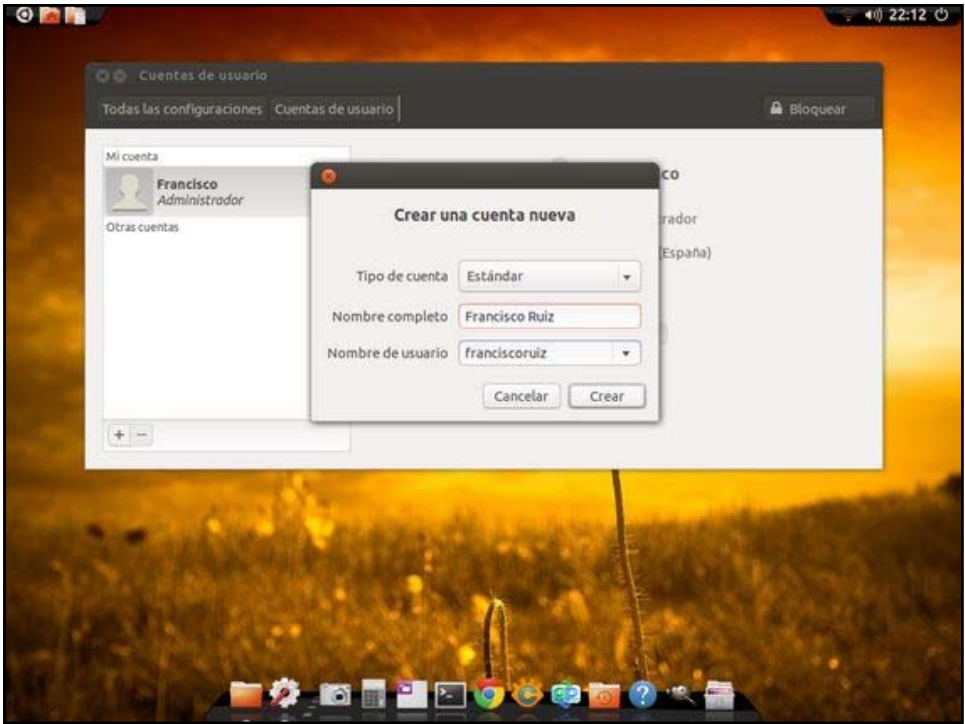 22:12
Cuentas de usuario
Todas las configuraciones Cuentas de usuario
Bloquear
Mi cuenta
Francisco
Administrador
Otras cuentas
co
rador
(España)
Crear una cuenta nueva
Tipo de cuenta Estándar
Nombre completo Francisco Ruiz
Nombre de usuario franciscoruiz
Cancelar Crear
+ −